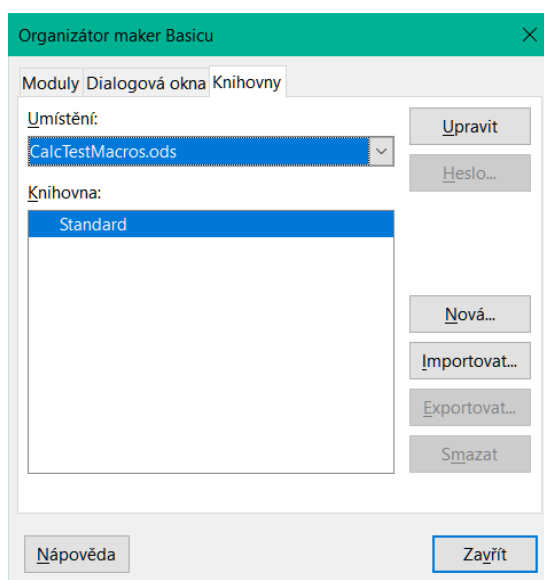 Organizátor maker Basicu
Moduly Dialogová okna Knihovny
Umístění:
CalcTestMacros.ods
Knihovna:
Standard
Upravit
Heslo...
Nová...
Importovat...
Exportovat...
Smazat
Nápověda
Zavřít